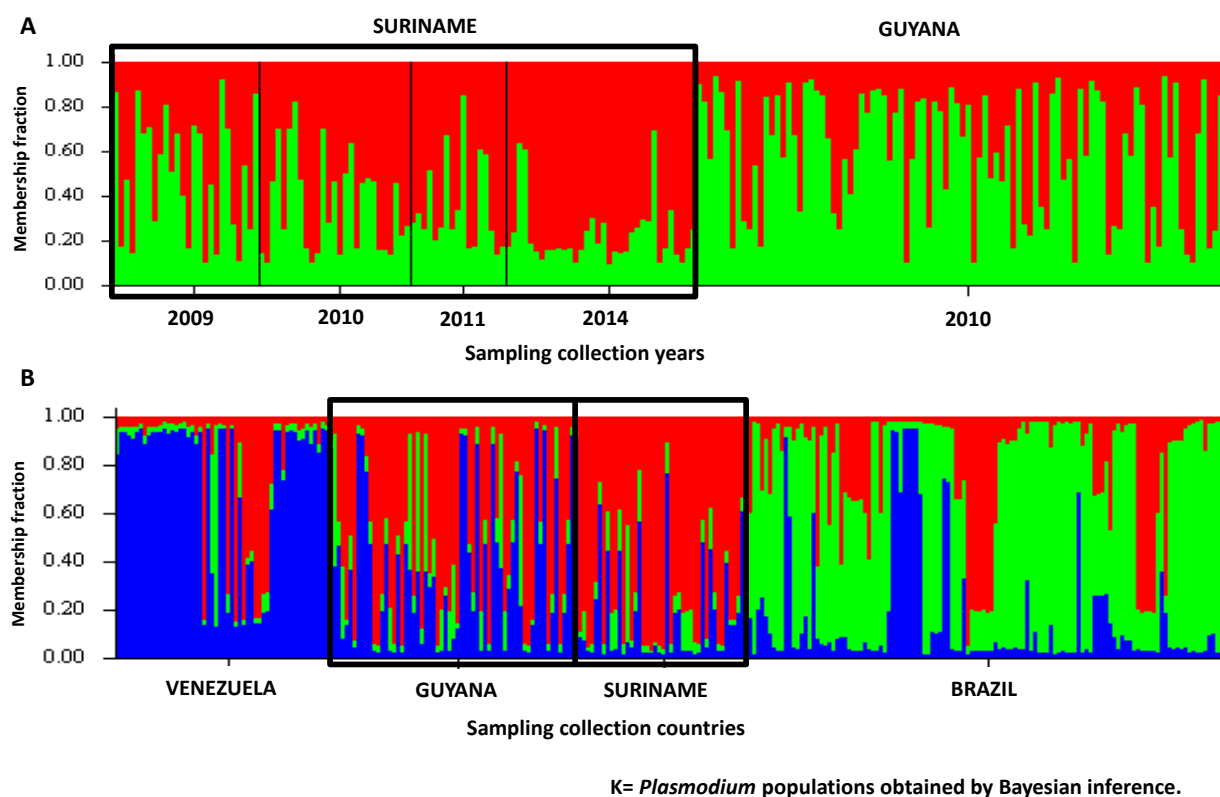 A
SURINAME
GUYANA
Membership fraction
1.00
0.80
0.60
0.40
0.20
0.00
2009
2010
2011
2014
2010
Sampling collection years
B
Membership fraction
1.00
0.80
0.60
0.40
0.20
0.00
VENEZUELA
GUYANA
SURINAME
BRAZIL
Sampling collection countries
K= Plasmodium populations obtained by Bayesian inference.